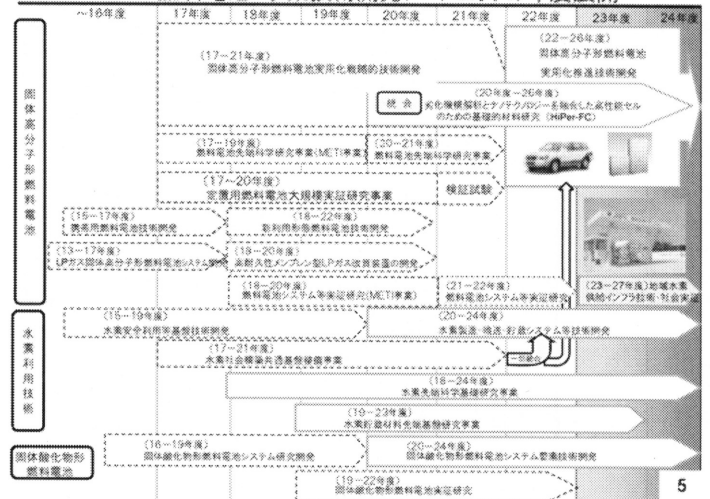 ~16年度 17年度 18年度 19年度 20年度 21年度 22年度 23年度 24年度
固体高分子形燃料電池
(17-21年度)
固体高分子形燃料電池実用化戦略的技術開発
(22-26年度)
固体高分子形燃料電池
実用化推進技術開発
統合
(20年度-26年度)
劣化機構解析とナノテクノロジーを融合した高性能セル
のための基礎的材料研究 (HiPer-FC)
(17-19年度)
燃料電池先端科学研究事業(METI事業)
(20-21年度)
燃料電池先端科学研究事業
(17~20年度)
定置用燃料電池大規模実証研究事業
検証試験
(15-17年度)
携帯用燃料電池技術開発
(18-22年度)
新利用形態燃料電池技術開発
(13-17年度)
LPガス固体高分子形燃料電池システム開発
(18-20年度)
高耐久性メンブレン型LPガス改質装置の開発
(18-20年度)
燃料電池システム等実証研究(METI事業)
(21-22年度)
燃料電池システム等実証研究
(23-27年度)地域水素
供給インフラ技術・社会実証
水素利用技術
(15-19年度)
水素安全利用等基盤技術開発
(20-24年度)
水素製造・輸送・貯蔵システム等技術開発
(17-21年度)
水素社会構築共通基盤整備事業
一部統合
(18-24年度)
水素先端科学基礎研究事業
(19-23年度)
水素貯蔵材料先端基盤研究事業
固体酸化物形
燃料電池
(16-19年度)
固体酸化物形燃料電池システム研究開発
(20-24年度)
固体酸化物形燃料電池システム要素技術開発
(19-22年度)
固体酸化物形燃料電池実証研究
5